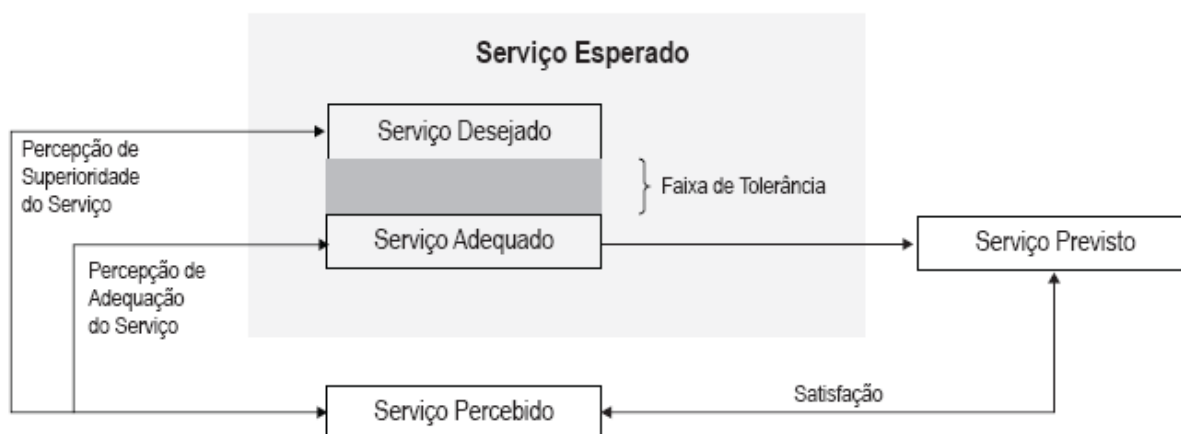 Serviço Esperado
Serviço Desejado
Percepção de
Superioridade
do Serviço
Faixa de Tolerância
Serviço Adequado
Serviço Previsto
Percepção de
Adequação
do Serviço
Satisfação
Serviço Percebido